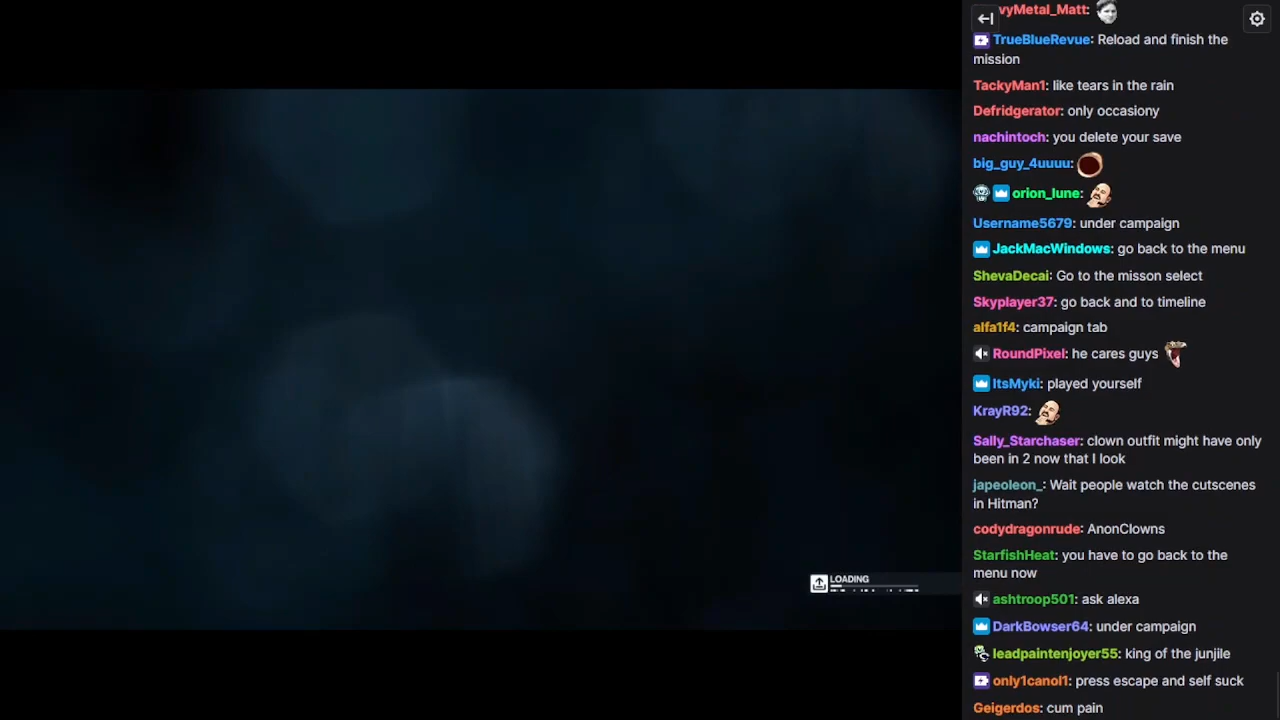 vyMetal_Matt:
TrueBlueRevue: Reload and finish the
mission
TackyMan1: like tears in the rain
Defridgerator: only occasiony
nachintoch: you delete your save
big_guy_4uuuu:
orion_lune:
Username5679: under campaign
JackMacWindows: go back to the menu
ShevaDecai: Go to the misson select
Skyplayer37: go back and to timeline
alfa1f4: campaign tab
RoundPixel: he cares guys
ItsMyki: played yourself
KrayR92:
Sally_Starchaser: clown outfit might have only
been in 2 now that I look
japeoleon_: Wait people watch the cutscenes
in Hitman?
codydragonrude: AnonClowns
StarfishHeat: you have to go back to the
menu now
LOADING
ashtroop501: ask alexa
DarkBowser64: under campaign
leadpaintenjoyer55: king of the junjile
only1canol1: press escape and self suck
Geigerdos: cum pain